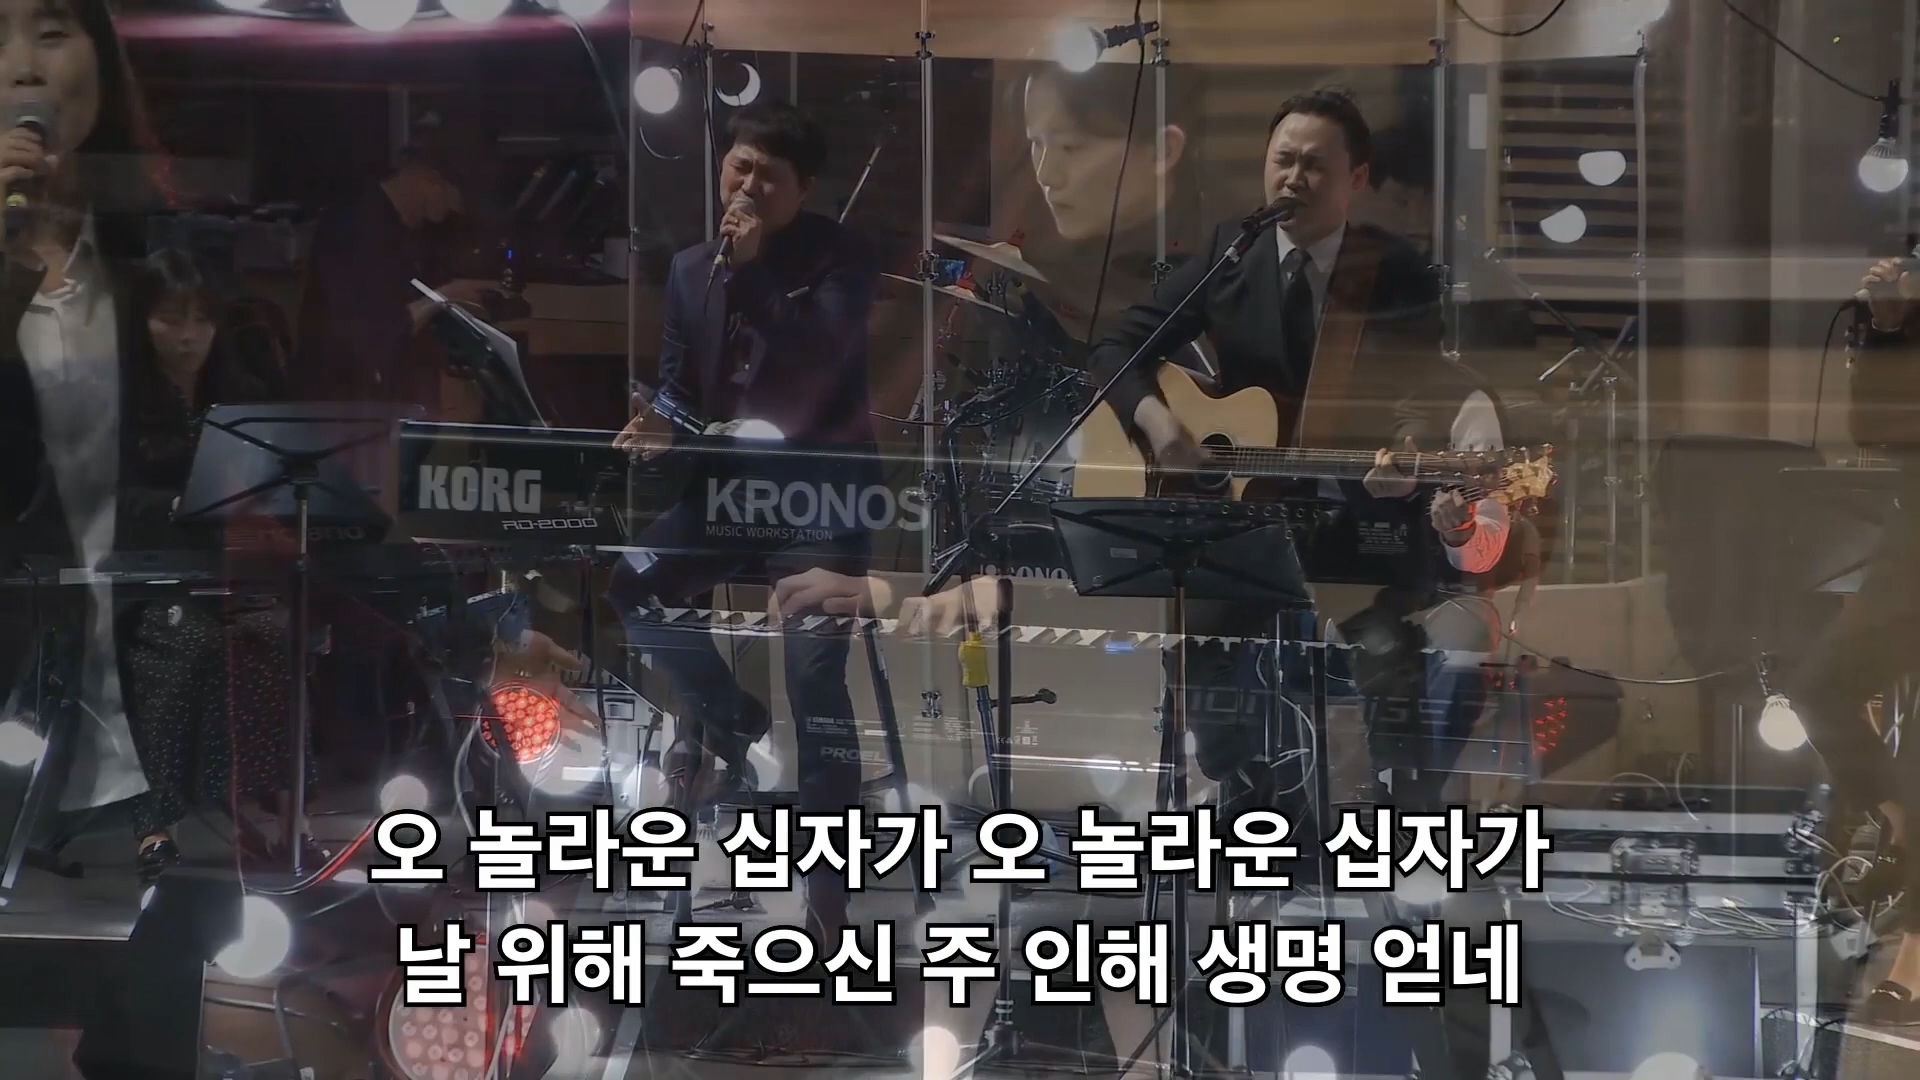 KORG
RD-2000
KRONOS
MUSIC WORKSTATION
PROEL
오 놀라운 십자가 오 놀라운 십자가
날 위해 죽으신 주 인해 생명 얻네